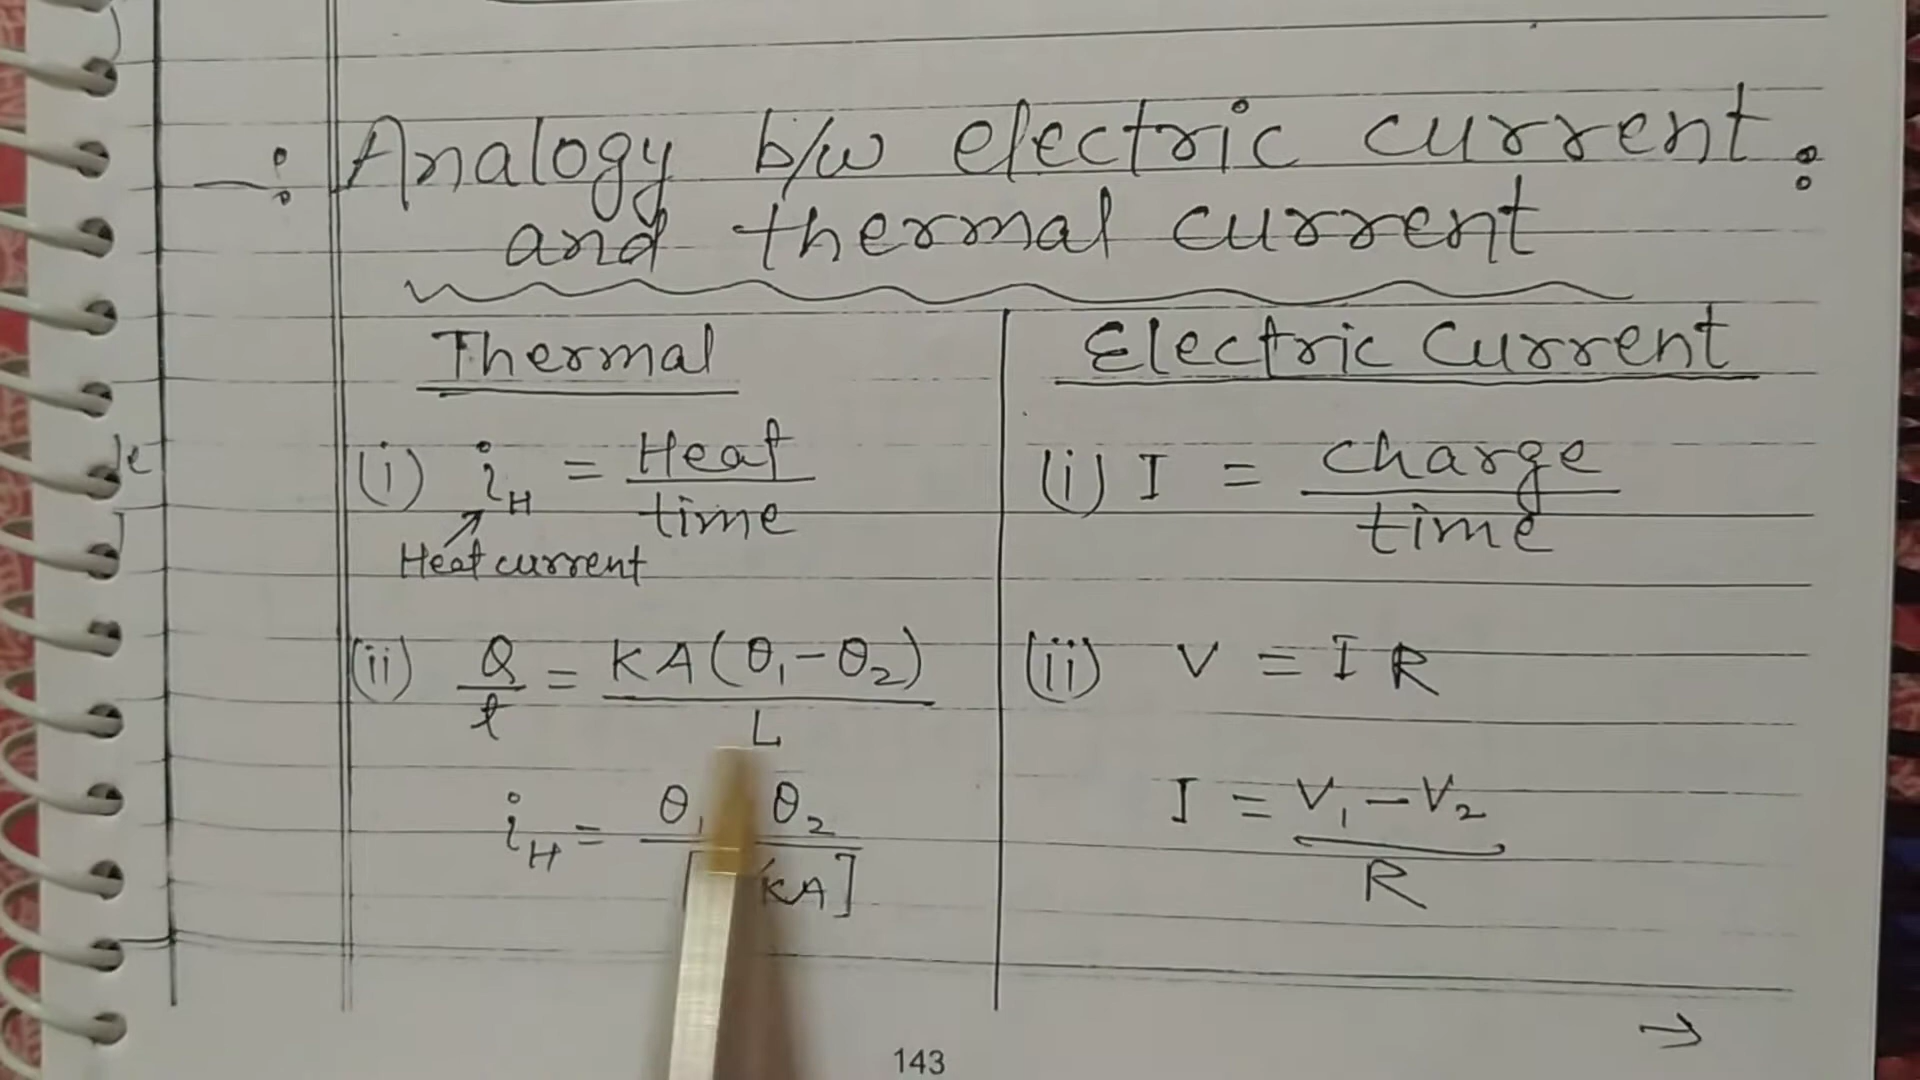 -: Analogy b/w electric current :
and thermal current
Thermal
(i) i_H = Heat/time
Heat current
(ii) Q/t = KA(θ₁-θ₂)/L
i_H = θ₁ θ₂/[KA]
Electric Current
(i) I = charge/time
(ii) V = IR
I = V₁-V₂/R
→
143